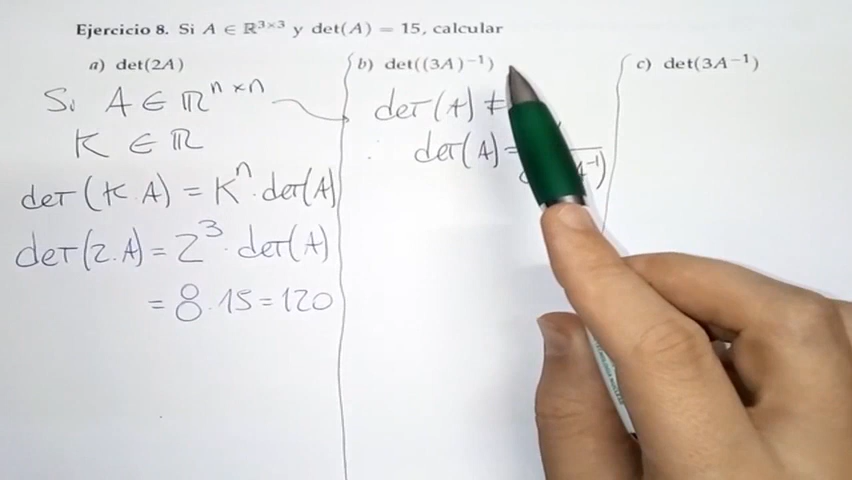 Ejercicio 8. Si A ∈ ℝ³ˣ³ y det(A) = 15, calcular
a) det(2A)
Si A ∈ ℝⁿˣⁿ
K ∈ ℝ
det(K.A) = Kⁿ.det(A)
det(2.A) = 2³.det(A)
= 8.15 = 120
b) det((3A)⁻¹)
det(A) ≠
∴ det(A) =
c) det(3A⁻¹)